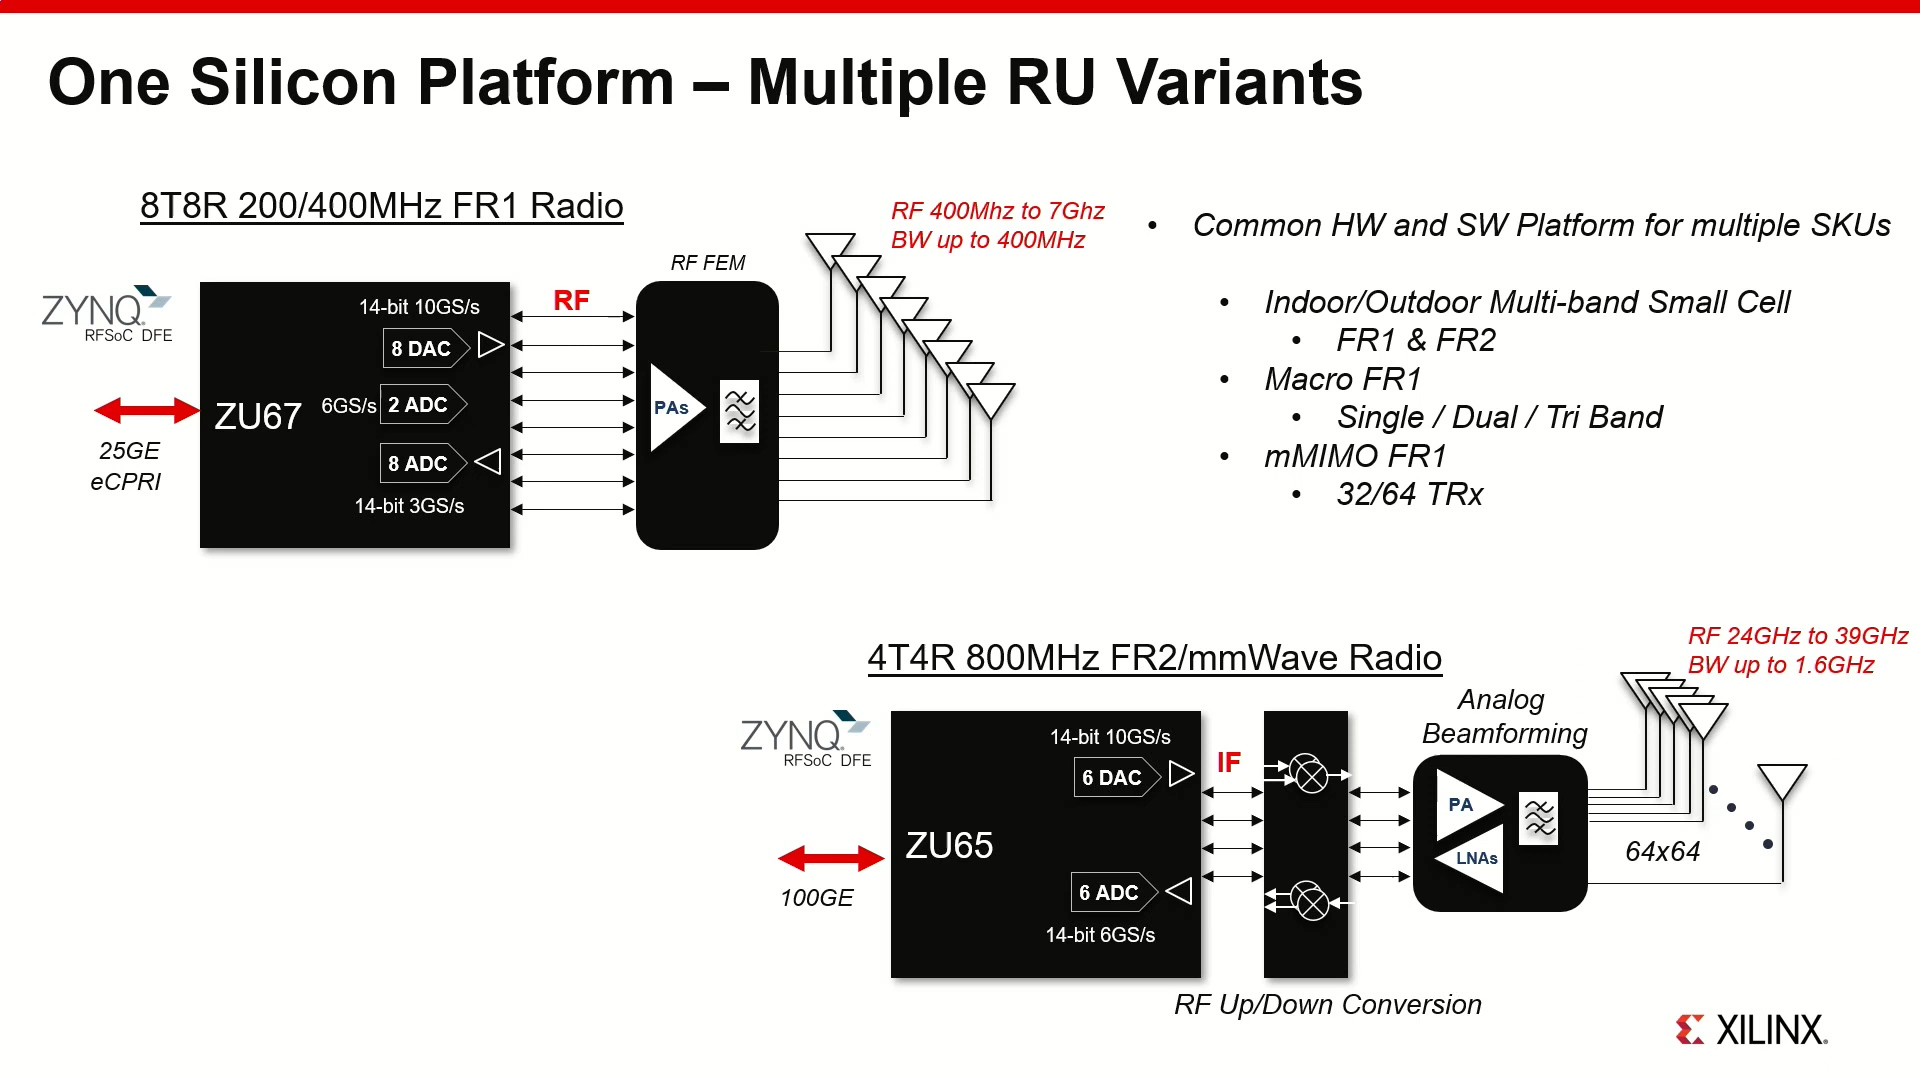 One Silicon Platform – Multiple RU Variants
8T8R 200/400MHz FR1 Radio
RF 400Mhz to 7Ghz
BW up to 400MHz
RF FEM
ZYNQ
RFSoC DFE
14-bit 10GS/s
8 DAC
ZU67
6GS/s
2 ADC
8 ADC
14-bit 3GS/s
RF
PAs
25GE
eCPRI
• Common HW and SW Platform for multiple SKUs
• Indoor/Outdoor Multi-band Small Cell
• FR1 & FR2
• Macro FR1
• Single / Dual / Tri Band
• mMIMO FR1
• 32/64 TRx
4T4R 800MHz FR2/mmWave Radio
RF 24GHz to 39GHz
BW up to 1.6GHz
Analog
Beamforming
ZYNQ
RFSoC DFE
14-bit 10GS/s
6 DAC
ZU65
6 ADC
14-bit 6GS/s
IF
PA
LNAs
64x64
100GE
RF Up/Down Conversion
XILINX